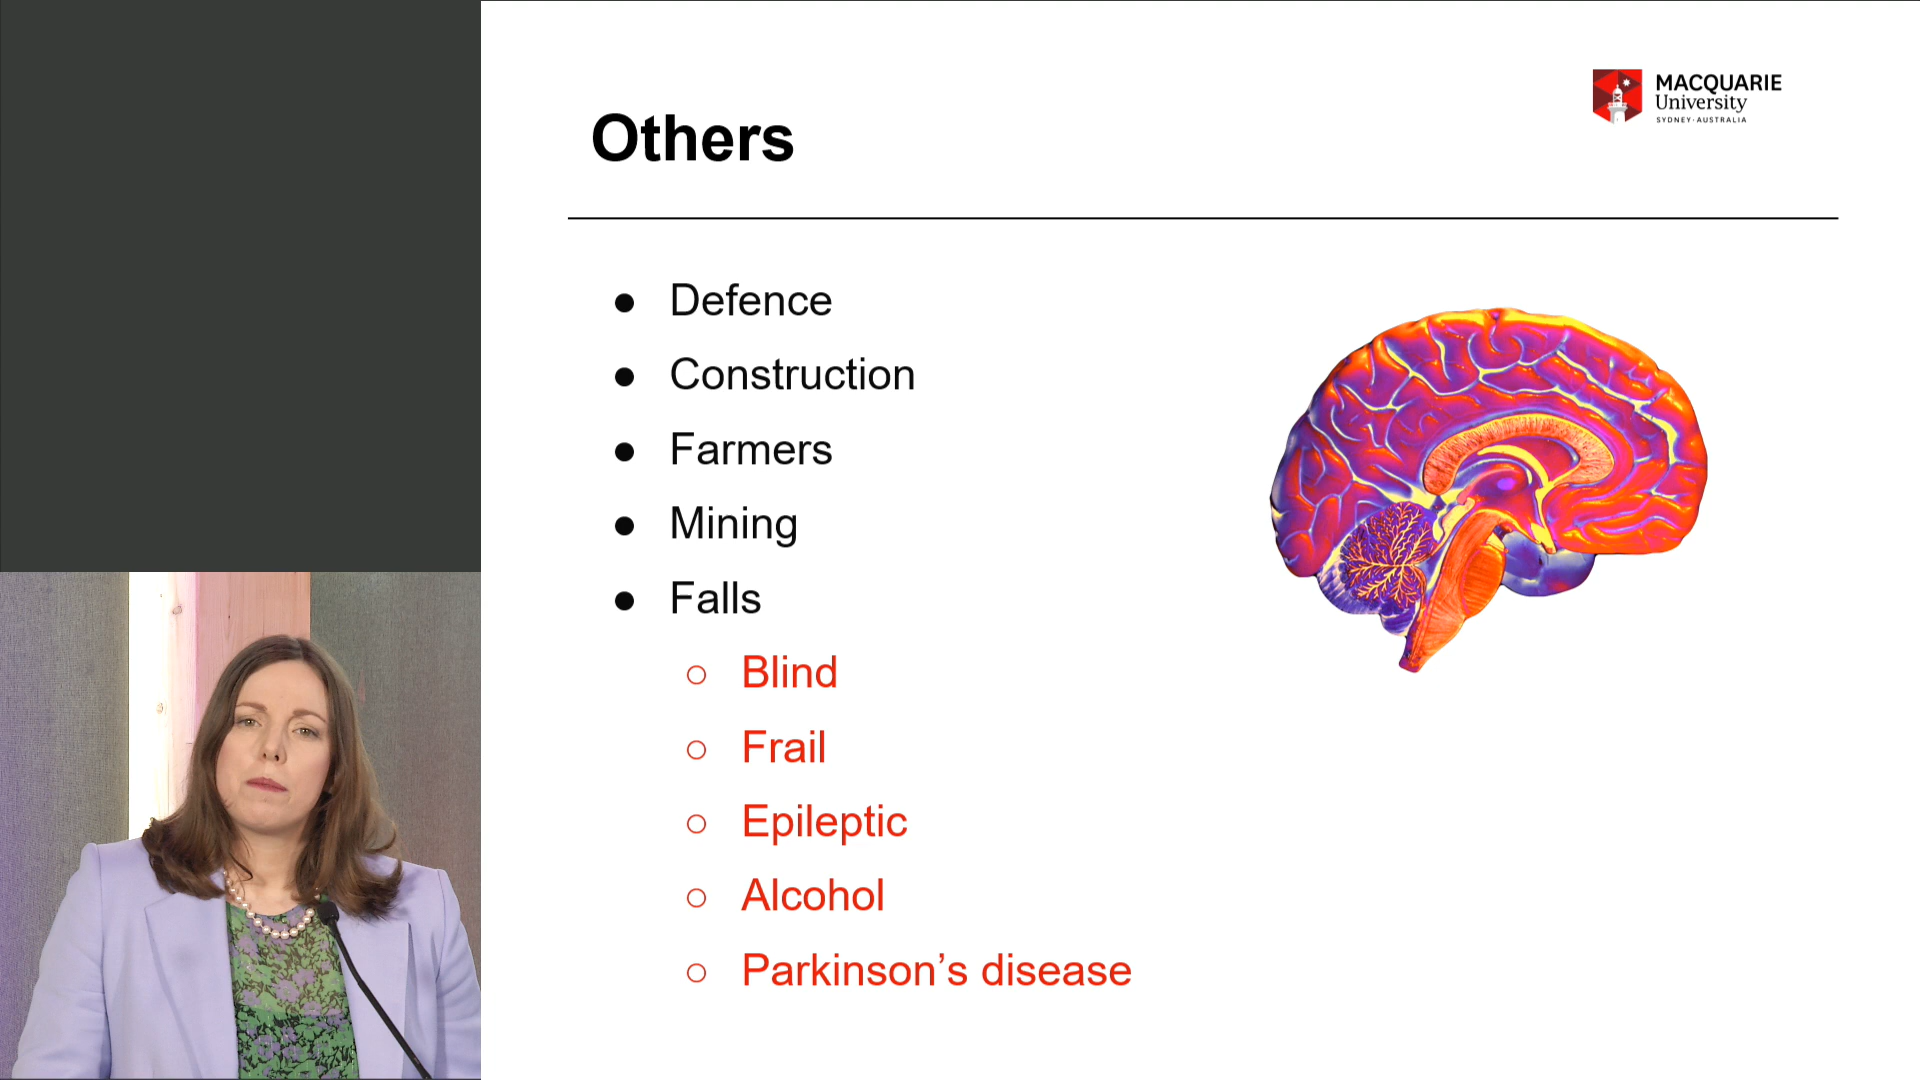 MACQUARIE
University
SYDNEY·AUSTRALIA
Others
Defence
Construction
Farmers
Mining
Falls
Blind
Frail
Epileptic
Alcohol
Parkinson’s disease